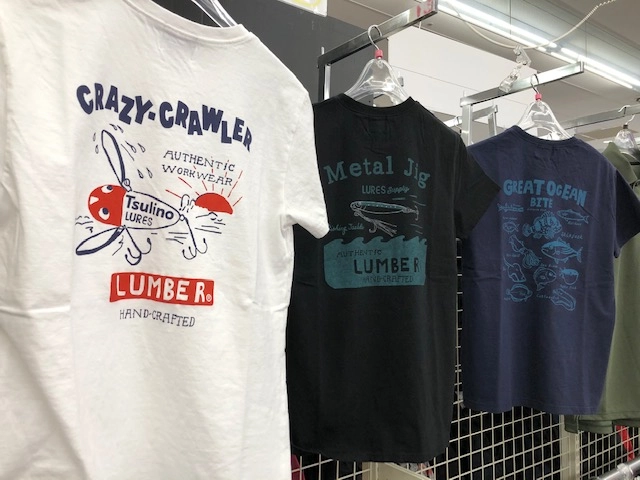 CRAZY-CRAWLER
AUTHENTIC
WORKWEAR
Tsulino
LURES
LUMBER®
HAND-CRAFTED
Metal Jig
LURES Supply
AUTHENTIC
LUMBER
HAND-CRAFTED
GREAT OCEAN
BITE